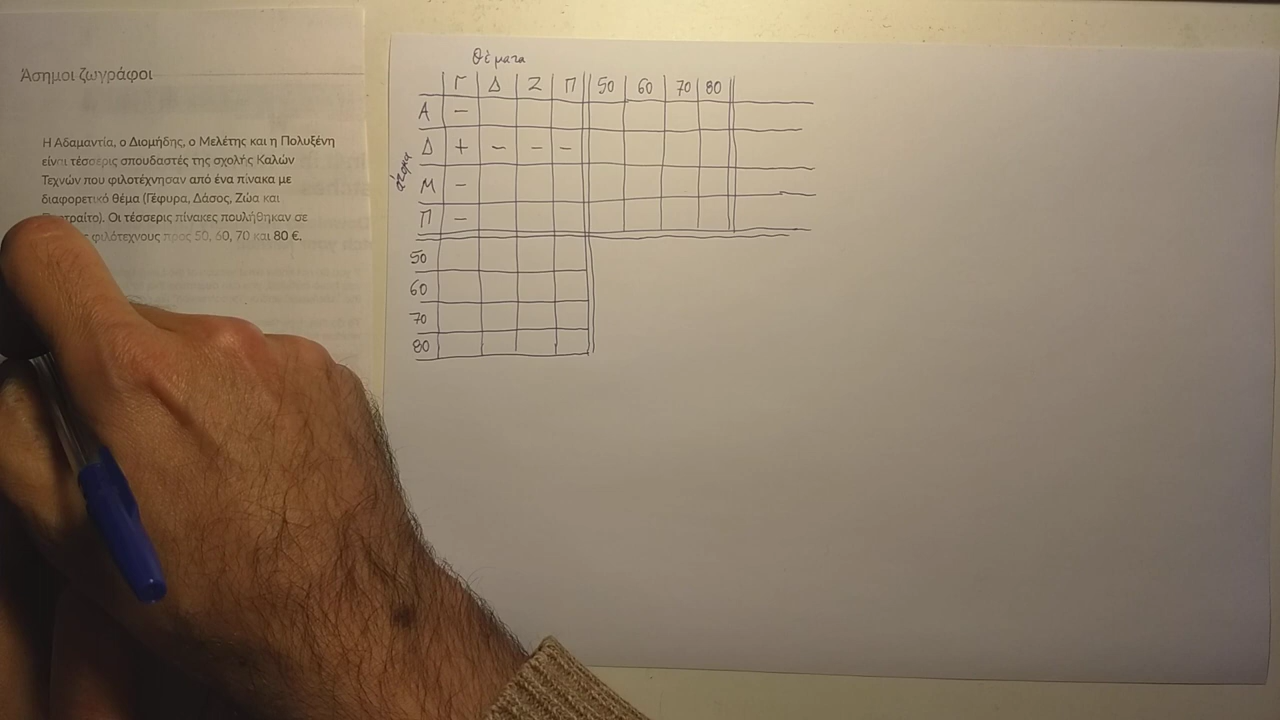 Άσημοι ζωγράφοι
Η Αδαμαντία, ο Διομήδης, ο Μελέτης και η Πολυξένη
είναι τέσσερις σπουδαστές της σχολής Καλών
Τεχνών που φιλοτέχνησαν από ένα πίνακα με
διαφορετικό θέμα (Γέφυρα, Δάσος, Ζώα και
Οι τέσσερις πίνακες πουλήθηκαν σε
φιλότεχνους προς 50, 60, 70 και 80 €.
Θέματα
Γ Δ Ζ Π 50 60 70 80
άτομα
Α −
Δ + − − −
Μ −
Π −
50
60
70
80